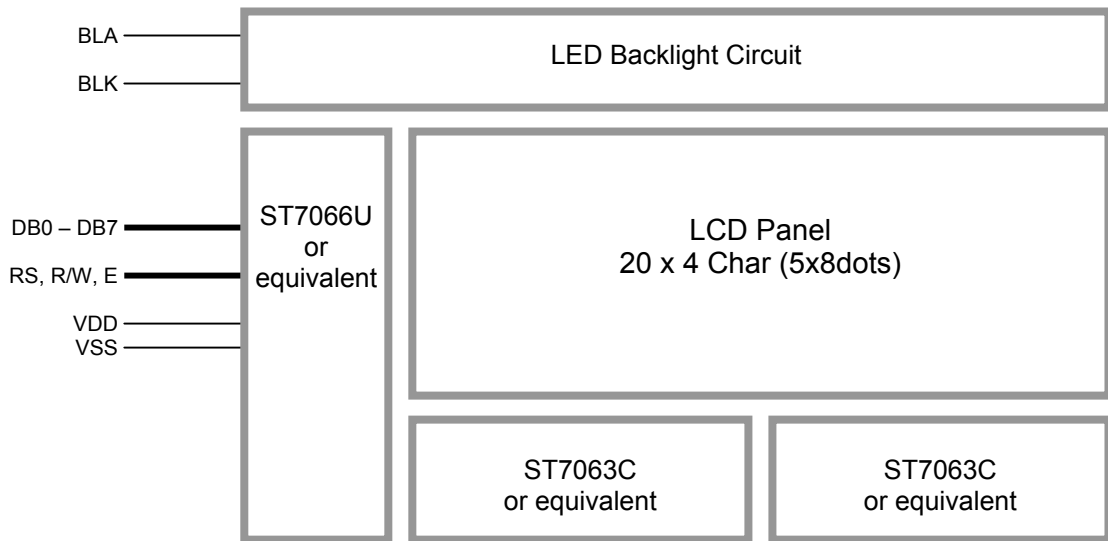 BLA
BLK
LED Backlight Circuit
DB0 – DB7
RS, R/W, E
VDD
VSS
ST7066U
or
equivalent
LCD Panel
20 x 4 Char (5x8dots)
ST7063C
or equivalent
ST7063C
or equivalent